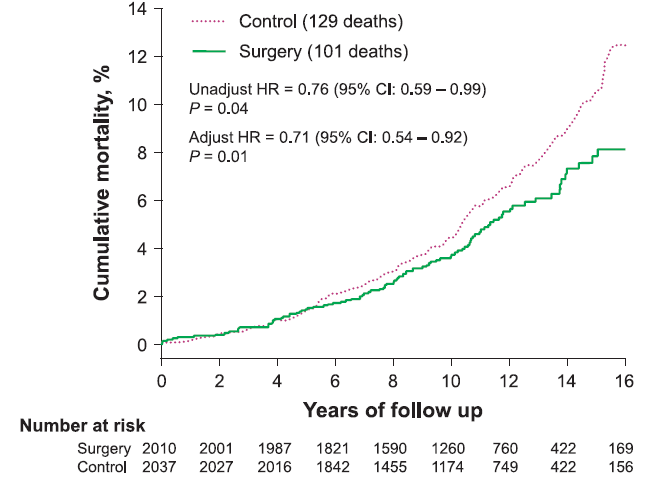 14
12
10
8
6
4
2
0
Cumulative mortality, %
Control (129 deaths)
Surgery (101 deaths)
Unadjust HR = 0.76 (95% CI: 0.59 – 0.99)
P = 0.04
Adjust HR = 0.71 (95% CI: 0.54 – 0.92)
P = 0.01
0 2 4 6 8 10 12 14 16
Years of follow up
Number at risk
Surgery 2010 2001 1987 1821 1590 1260 760 422 169
Control 2037 2027 2016 1842 1455 1174 749 422 156